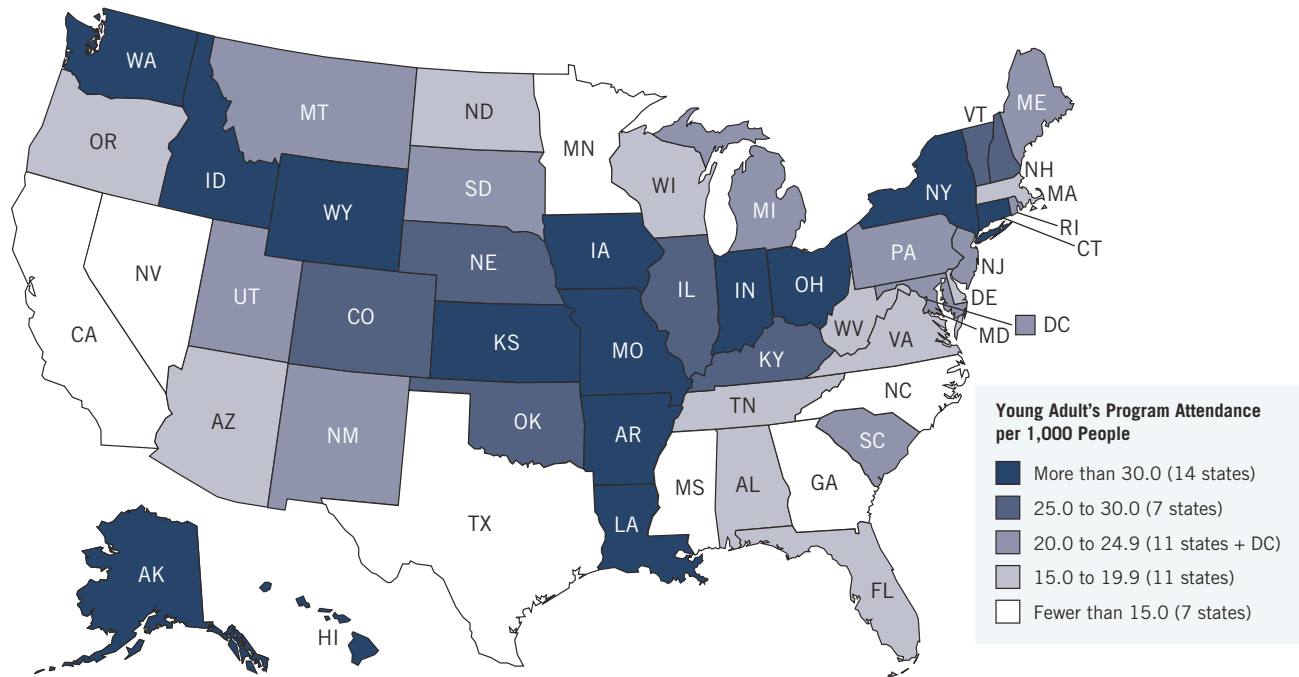 WA
MT
ND
MN
OR
ID
WY
SD
WI
MI
VT
ME
NH
NY
MA
RI
CT
NV
UT
CO
NE
IA
IL
IN
OH
PA
NJ
DE
DC
MD
CA
KS
MO
KY
WV
VA
AZ
NM
OK
AR
TN
NC
SC
TX
LA
MS
AL
GA
FL
AK
HI
Young Adult's Program Attendance
per 1,000 People
More than 30.0 (14 states)
25.0 to 30.0 (7 states)
20.0 to 24.9 (11 states + DC)
15.0 to 19.9 (11 states)
Fewer than 15.0 (7 states)